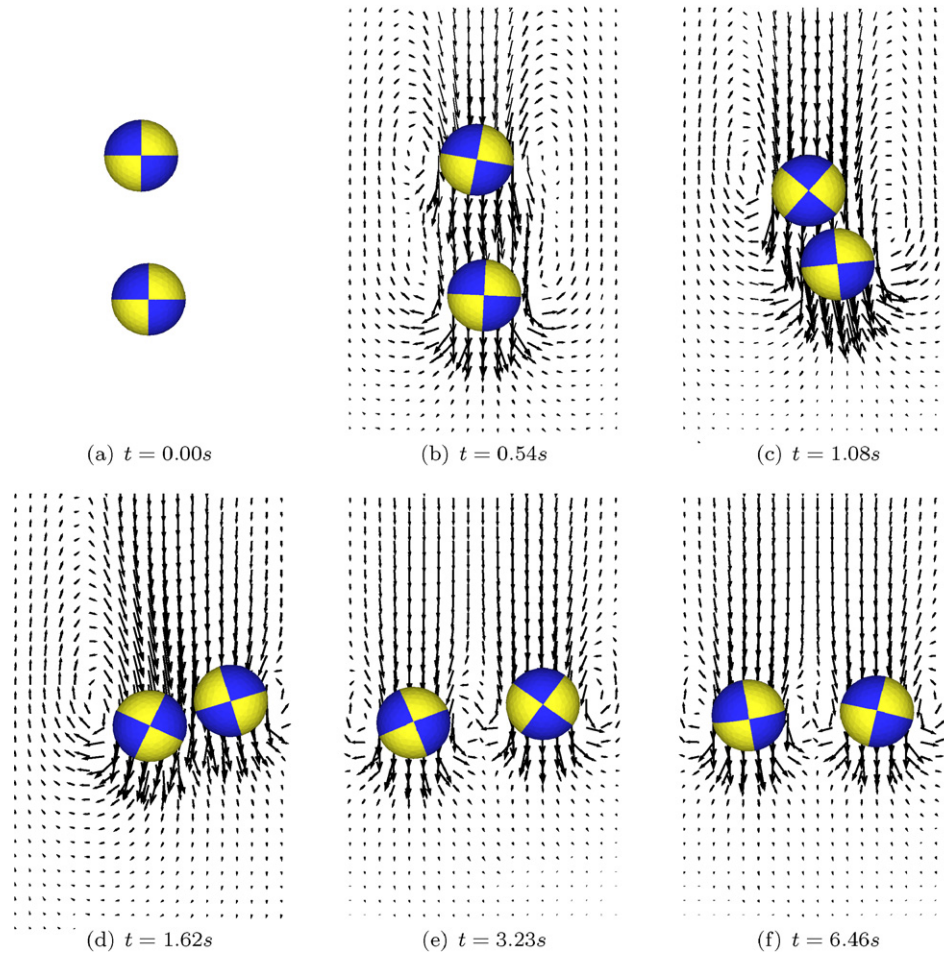 (a) t = 0.00s
(b) t = 0.54s
(c) t = 1.08s
(d) t = 1.62s
(e) t = 3.23s
(f) t = 6.46s